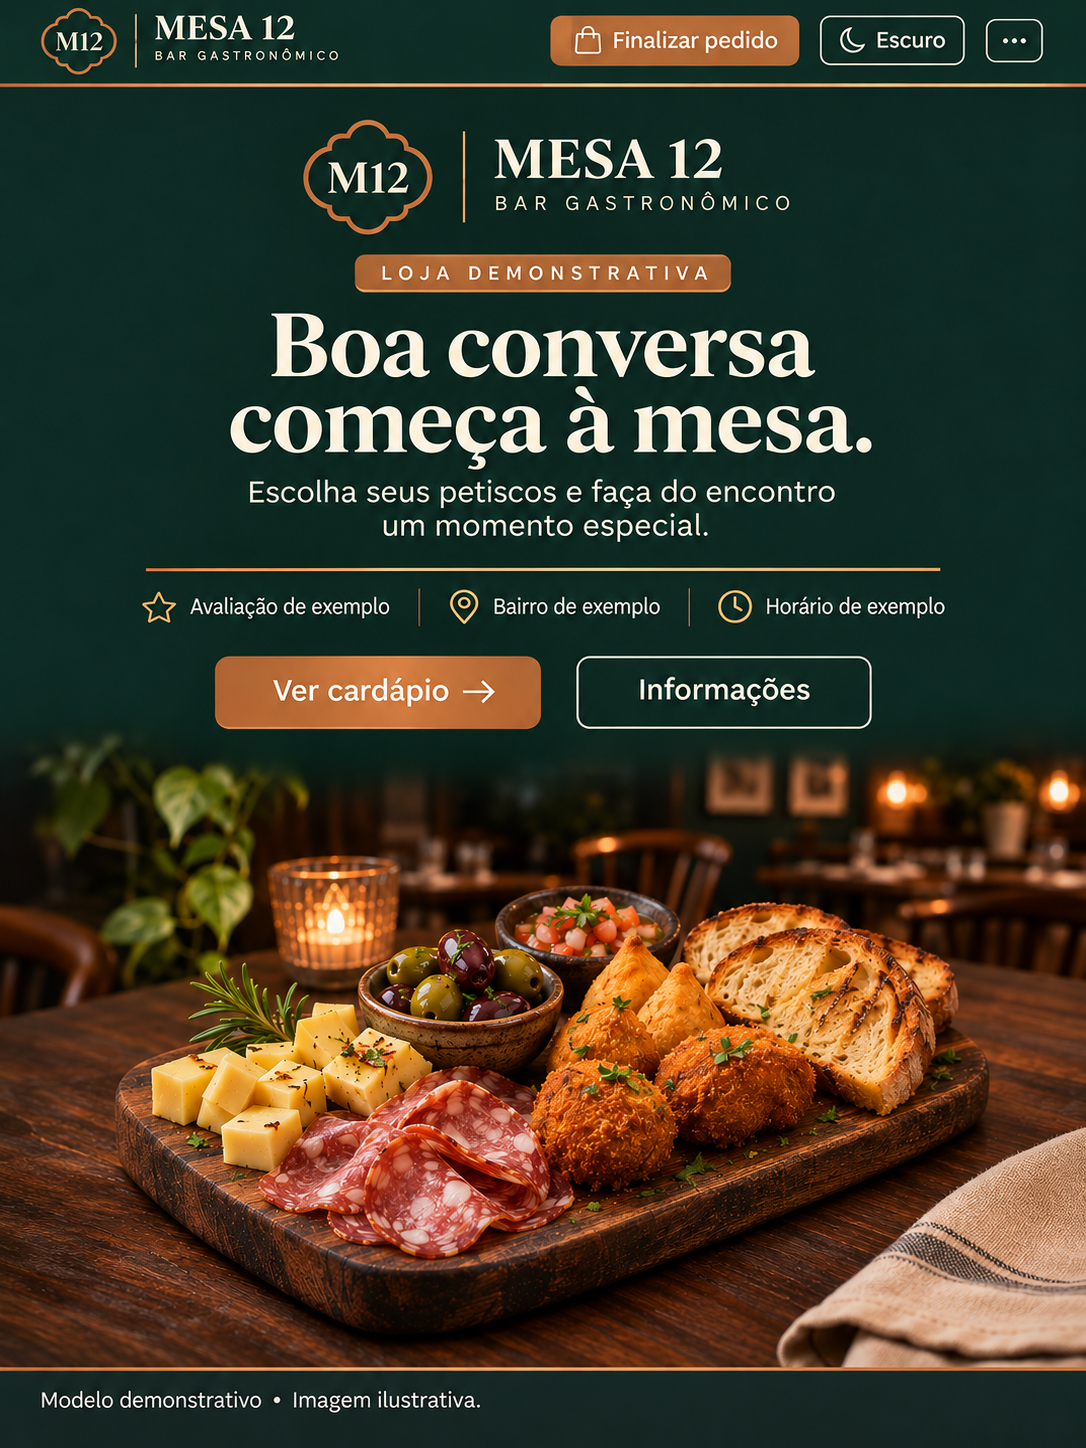 M12
MESA 12
BAR GASTRONÔMICO
Finalizar pedido
Escuro
M12
MESA 12
BAR GASTRONÔMICO
LOJA DEMONSTRATIVA
Boa conversa
começa à mesa.
Escolha seus petiscos e faça do encontro
um momento especial.
Avaliação de exemplo
Bairro de exemplo
Horário de exemplo
Ver cardápio →
Informações
Modelo demonstrativo • Imagem ilustrativa.